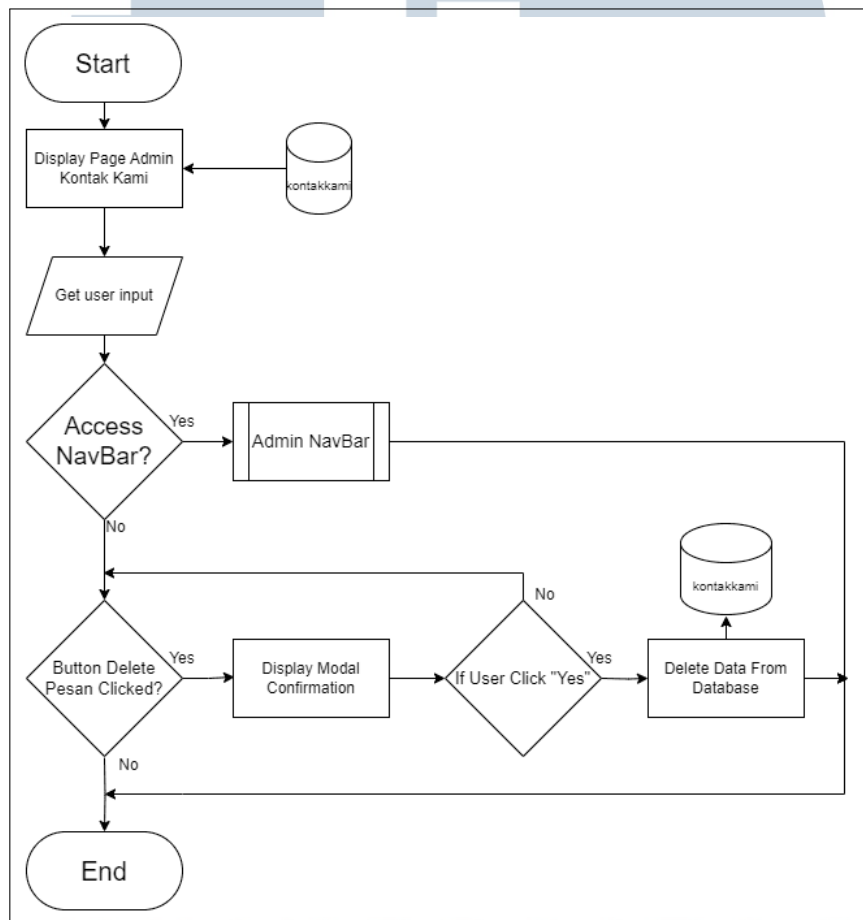 Start
Display Page Admin
Kontak Kami
kontakkami
Get user input
Access
NavBar?
Yes
Admin NavBar
No
kontakkami
No
Button Delete
Pesan Clicked?
Yes
Display Modal
Confirmation
If User Click "Yes"
Yes
Delete Data From
Database
No
End